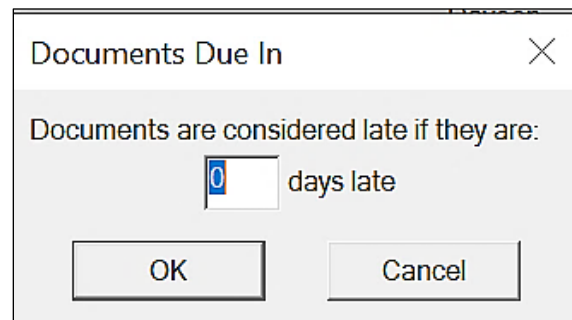 Documents Due In
Documents are considered late if they are:
0 days late
OK Cancel